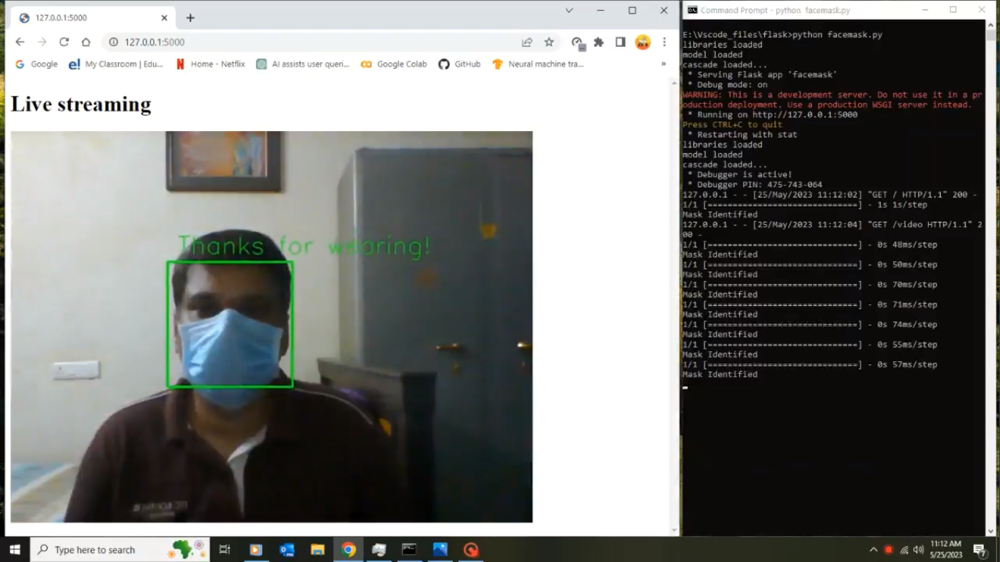 127.0.0.1:5000
127.0.0.1:5000
Google
My Classroom | Edu...
Home - Netflix
AI assists user queri...
Google Colab
GitHub
Neural machine tra...
»
Live streaming
Thanks for wearing!
Command Prompt - python  facemask.py
E:\Vscode_files\flask>python facemask.py
libraries loaded
model loaded
cascade loaded...
* Serving Flask app 'facemask'
* Debug mode: on
WARNING: This is a development server. Do not use it in a pr
oduction deployment. Use a production WSGI server instead.
* Running on http://127.0.0.1:5000
Press CTRL+C to quit
* Restarting with stat
libraries loaded
model loaded
cascade loaded...
* Debugger is active!
* Debugger PIN: 475-743-064
127.0.0.1 - - [25/May/2023 11:12:02] "GET / HTTP/1.1" 200 -
1/1 [==============================] - 1s 1s/step
Mask Identified
127.0.0.1 - - [25/May/2023 11:12:04] "GET /video HTTP/1.1" 2
00 -
1/1 [==============================] - 0s 48ms/step
Mask Identified
1/1 [==============================] - 0s 50ms/step
Mask Identified
1/1 [==============================] - 0s 70ms/step
Mask Identified
1/1 [==============================] - 0s 71ms/step
Mask Identified
1/1 [==============================] - 0s 74ms/step
Mask Identified
1/1 [==============================] - 0s 55ms/step
Mask Identified
1/1 [==============================] - 0s 57ms/step
Mask Identified
Type here to search
11:12 AM
5/25/2023